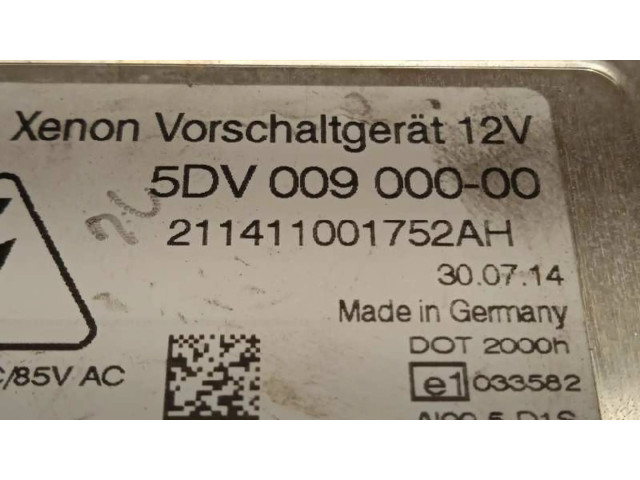 Xenon Vorschaltgerät 12V
5DV 009 000-00
211411001752AH
30.07.14
Made in Germany
DOT 2000h
/85V AC
e1 033582
D1S